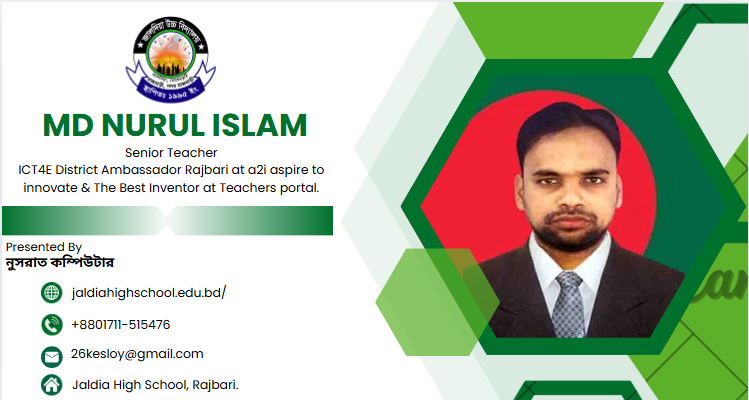 জালদিয়া উচ্চ বিদ্যালয়
স্থাপিতঃ ১৯৯৫ ইং
MD NURUL ISLAM
Senior Teacher
ICT4E District Ambassador Rajbari at a2i aspire to
innovate & The Best Inventor at Teachers portal.
Presented By
নুসরাত কম্পিউটার
jaldiahighschool.edu.bd/
+8801711-515476
26kesloy@gmail.com
Jaldia High School, Rajbari.